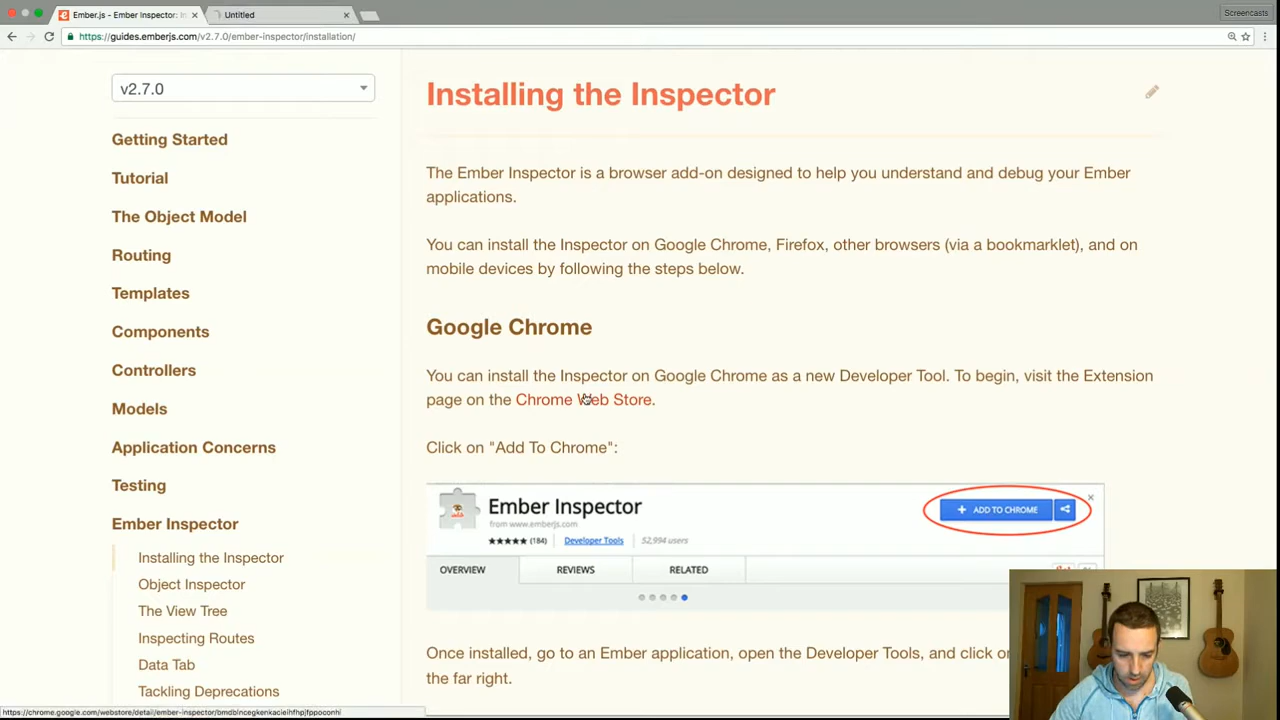 Ember.js - Ember Inspector: I
Untitled
Screencasts
https://guides.emberjs.com/v2.7.0/ember-inspector/installation/
v2.7.0
Getting Started
Tutorial
The Object Model
Routing
Templates
Components
Controllers
Models
Application Concerns
Testing
Ember Inspector
Installing the Inspector
Object Inspector
The View Tree
Inspecting Routes
Data Tab
Tackling Deprecations
Installing the Inspector
The Ember Inspector is a browser add-on designed to help you understand and debug your Ember
applications.
You can install the Inspector on Google Chrome, Firefox, other browsers (via a bookmarklet), and on
mobile devices by following the steps below.
Google Chrome
You can install the Inspector on Google Chrome as a new Developer Tool. To begin, visit the Extension
page on the Chrome Web Store.
Click on "Add To Chrome":
Ember Inspector
from www.emberjs.com
(184) Developer Tools 52,994 users
+ ADD TO CHROME
OVERVIEW REVIEWS RELATED
Once installed, go to an Ember application, open the Developer Tools, and click on
the far right.